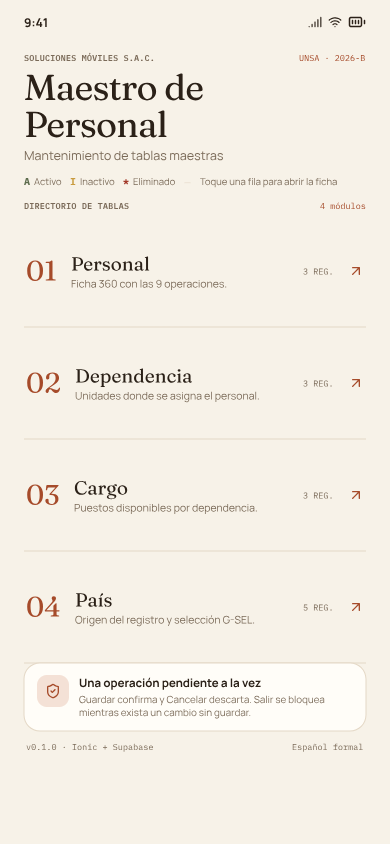 9:41
SOLUCIONES MÓVILES S.A.C.
UNSA · 2026-B
Maestro de
Personal
Mantenimiento de tablas maestras
A Activo I Inactivo ★ Eliminado — Toque una fila para abrir la ficha
DIRECTORIO DE TABLAS
4 módulos
01 Personal
Ficha 360 con las 9 operaciones.
3 REG.
02 Dependencia
Unidades donde se asigna el personal.
3 REG.
03 Cargo
Puestos disponibles por dependencia.
3 REG.
04 País
Origen del registro y selección G-SEL.
5 REG.
Una operación pendiente a la vez
Guardar confirma y Cancelar descarta. Salir se bloquea
mientras exista un cambio sin guardar.
v0.1.0 · Ionic + Supabase
Español formal